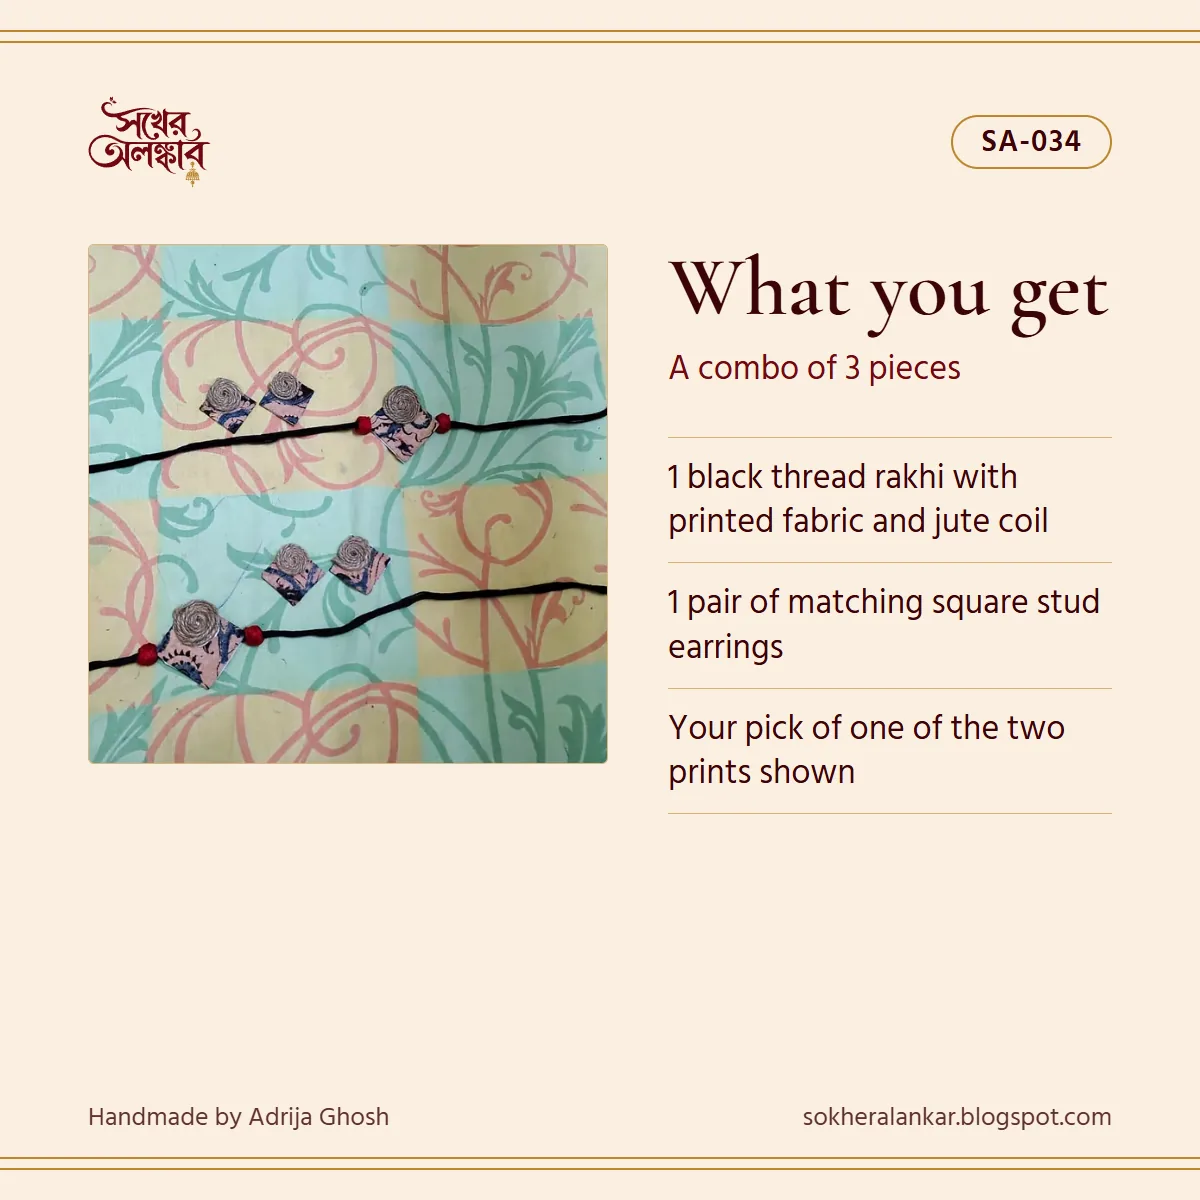 সখের
অলঙ্কার
SA-034
What you get
A combo of 3 pieces
1 black thread rakhi with
printed fabric and jute coil
1 pair of matching square stud
earrings
Your pick of one of the two
prints shown
Handmade by Adrija Ghosh
sokheralankar.blogspot.com